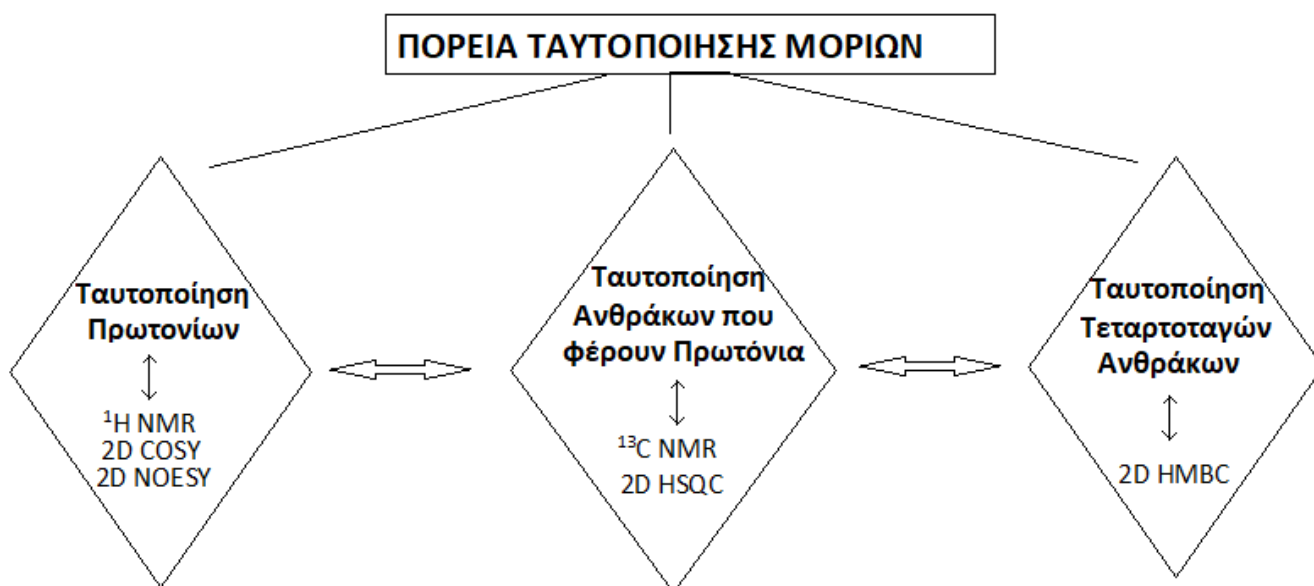 ΠΟΡΕΙΑ ΤΑΥΤΟΠΟΙΗΣΗΣ ΜΟΡΙΩΝ
Ταυτοποίηση
Πρωτονίων
¹H NMR
2D COSY
2D NOESY
Ταυτοποίηση
Ανθράκων που
φέρουν Πρωτόνια
¹³C NMR
2D HSQC
Ταυτοποίηση
Τεταρτοταγών
Ανθράκων
2D HMBC